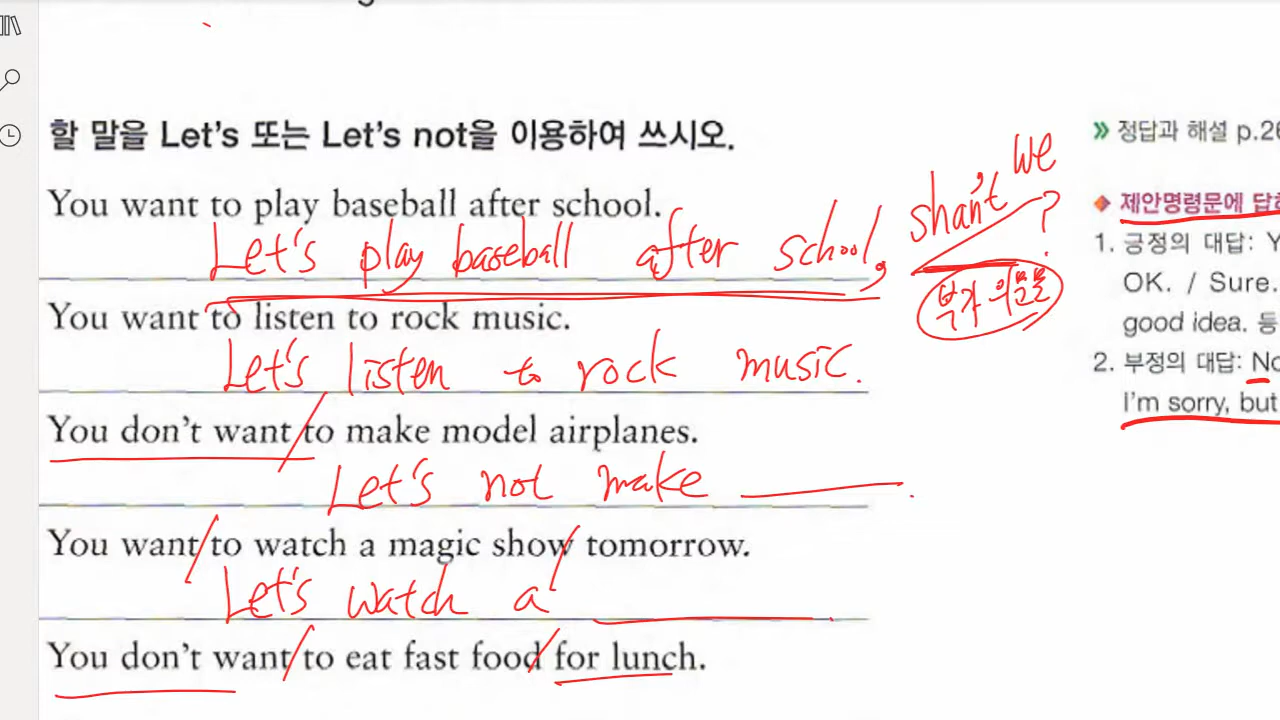 할 말을 Let's 또는 Let's not을 이용하여 쓰시오.
You want to play baseball after school.
Let's play baseball after school, shan't we?
부가 의문문
You want to listen to rock music.
Let's listen to rock music.
You don't want to make model airplanes.
Let's not make
You want to watch a magic show tomorrow.
Let's watch a
You don't want to eat fast food for lunch.
정답과 해설 p.26
제안명령문에 답
1. 긍정의 대답: Y
OK. / Sure.
good idea. 등
2. 부정의 대답: No
I'm sorry, but